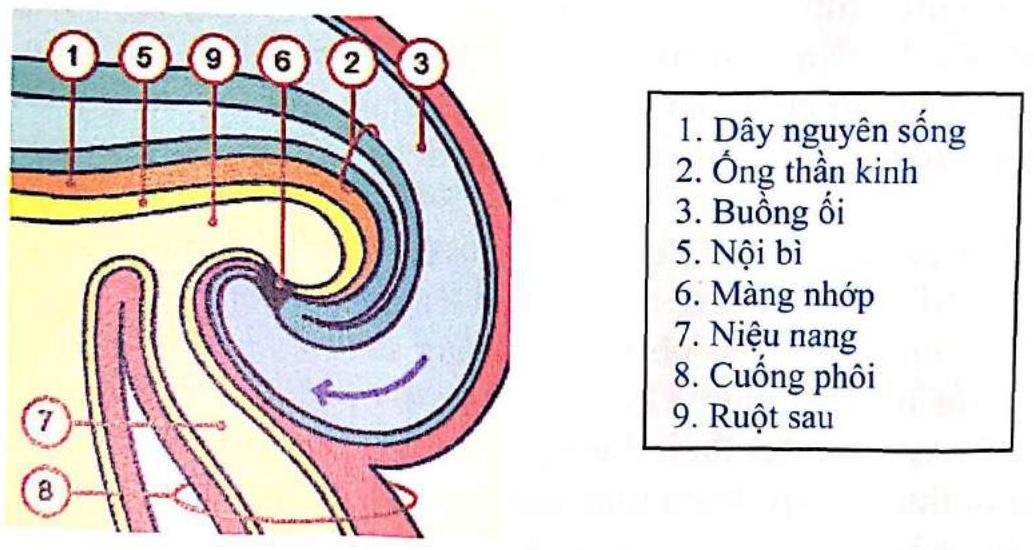 1 5 9 6 2 3
7
8
1. Dây nguyên sống
2. Ống thần kinh
3. Buồng ối
5. Nội bì
6. Màng nhớp
7. Niệu nang
8. Cuống phôi
9. Ruột sau